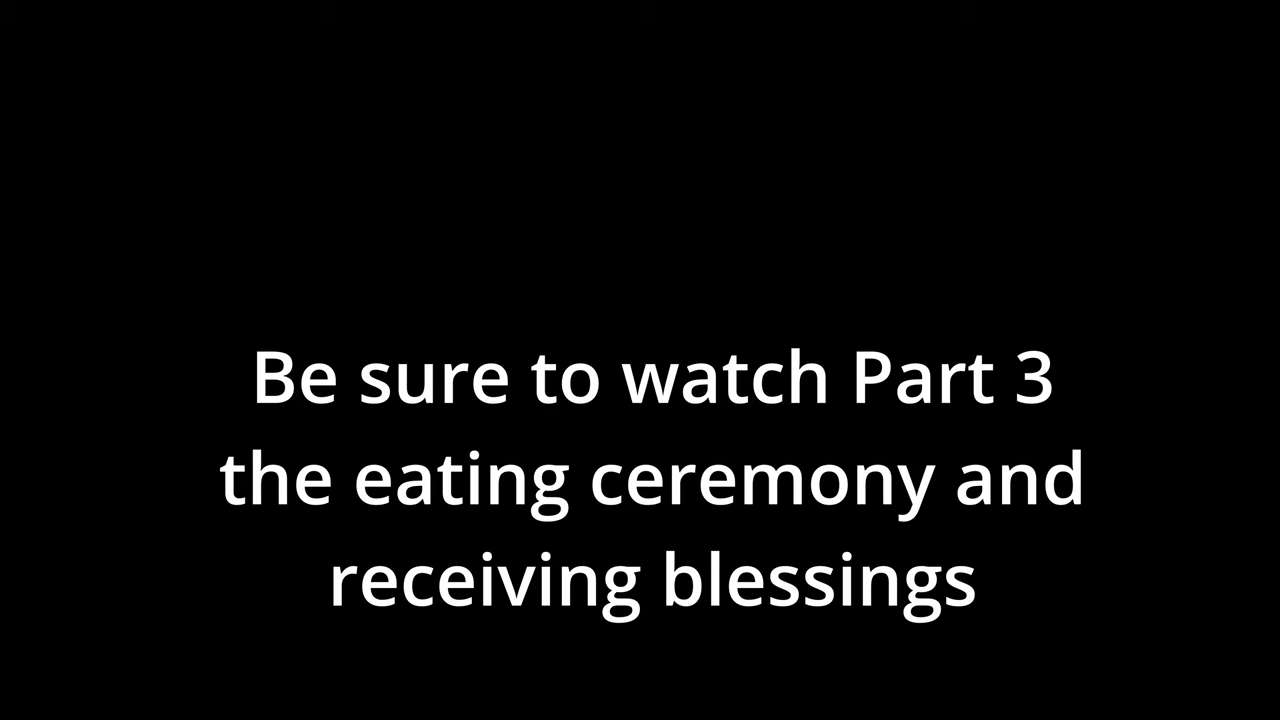 Be sure to watch Part 3
the eating ceremony and
receiving blessings